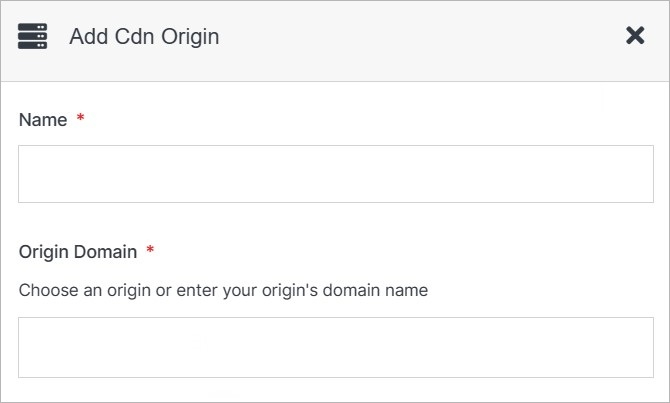 Add Cdn Origin
Name *
Origin Domain *
Choose an origin or enter your origin's domain name